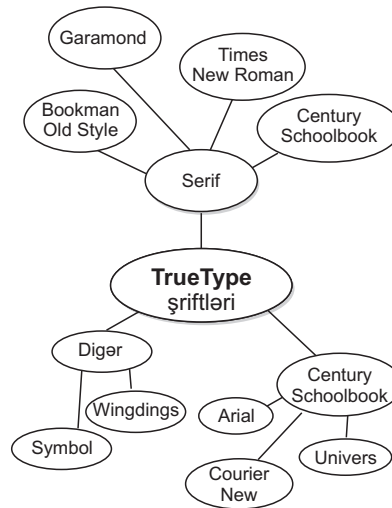 Garamond
Times
New Roman
Bookman
Old Style
Century
Schoolbook
Serif
TrueType
şriftləri
Digər
Century
Schoolbook
Wingdings
Arial
Symbol
Univers
Courier
New